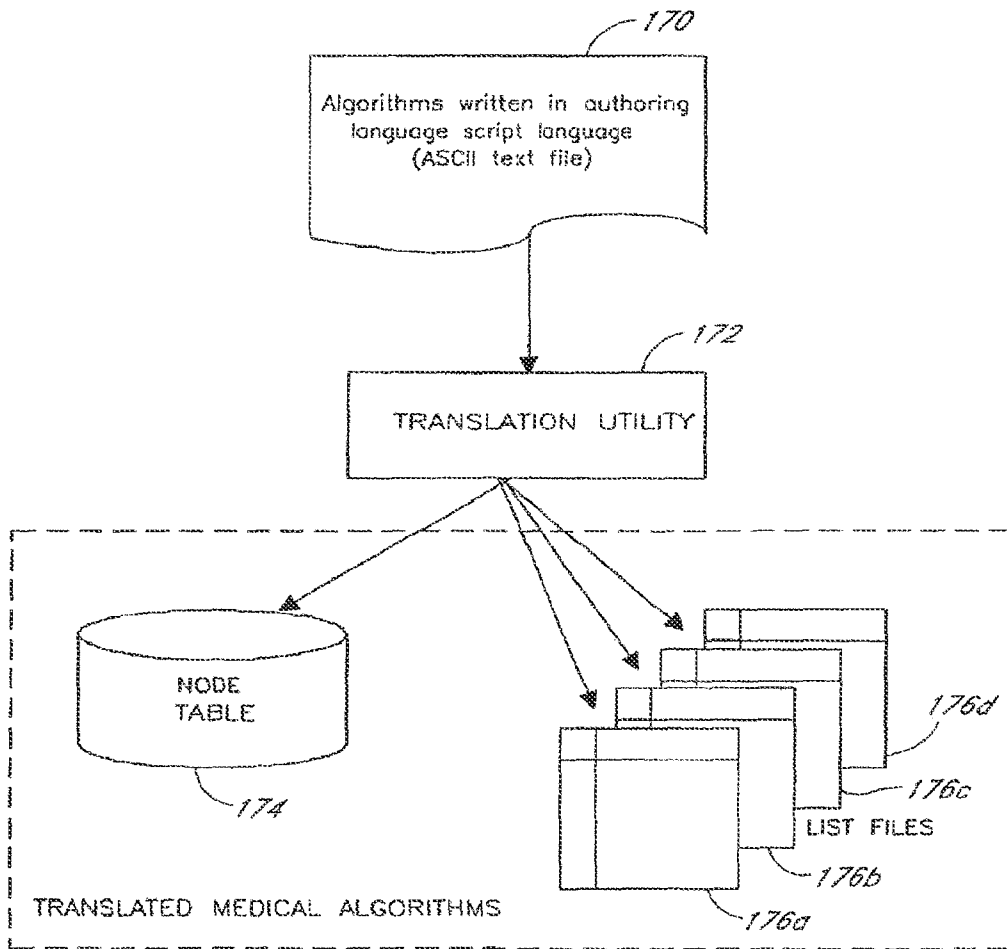 170
Algorithms written in authoring
language script language
(ASCII text file)
172
TRANSLATION UTILITY
NODE
TABLE
174
176d
176c
LIST FILES
176b
176a
TRANSLATED MEDICAL ALGORITHMS